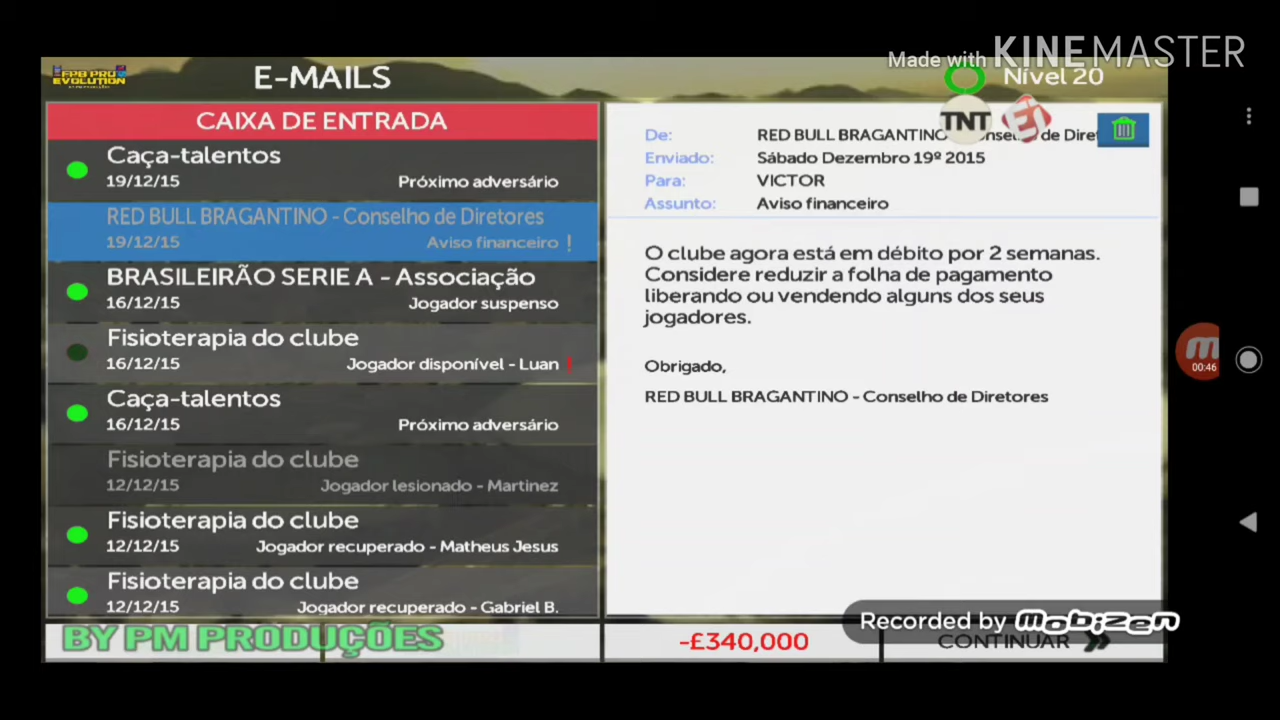 Made with KINEMASTER
FPB PRO
EVOLUTION
E-MAILS
Nível 20
CAIXA DE ENTRADA
TNT
EI
Caça-talentos
19/12/15 Próximo adversário
RED BULL BRAGANTINO - Conselho de Diretores
19/12/15 Aviso financeiro !
BRASILEIRÃO SERIE A - Associação
16/12/15 Jogador suspenso
Fisioterapia do clube
16/12/15 Jogador disponível - Luan !
Caça-talentos
16/12/15 Próximo adversário
Fisioterapia do clube
12/12/15 Jogador lesionado - Martinez
Fisioterapia do clube
12/12/15 Jogador recuperado - Matheus Jesus
Fisioterapia do clube
12/12/15 Jogador recuperado - Gabriel B.
De: RED BULL BRAGANTINO
Enviado: Sábado Dezembro 19º 2015
Para: VICTOR
Assunto: Aviso financeiro
O clube agora está em débito por 2 semanas.
Considere reduzir a folha de pagamento
liberando ou vendendo alguns dos seus
jogadores.
Obrigado,
RED BULL BRAGANTINO - Conselho de Diretores
00:46
Recorded by mobizen
BY PM PRODUÇÕES
-£340,000
CONTINUAR